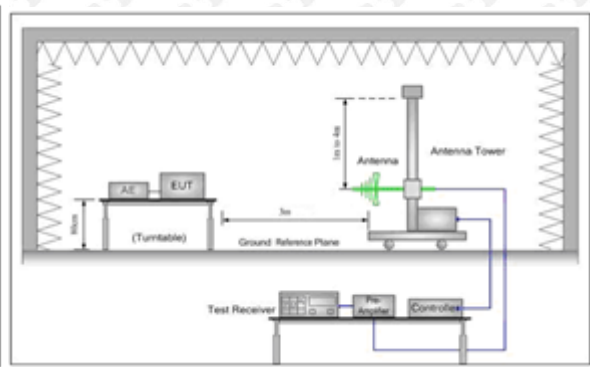 1m to 4m
Antenna
Antenna Tower
AE
EUT
80cm
3m
(Turntable)
Ground Reference Plane
Test Receiver
Pre-
Amplifier
Controller